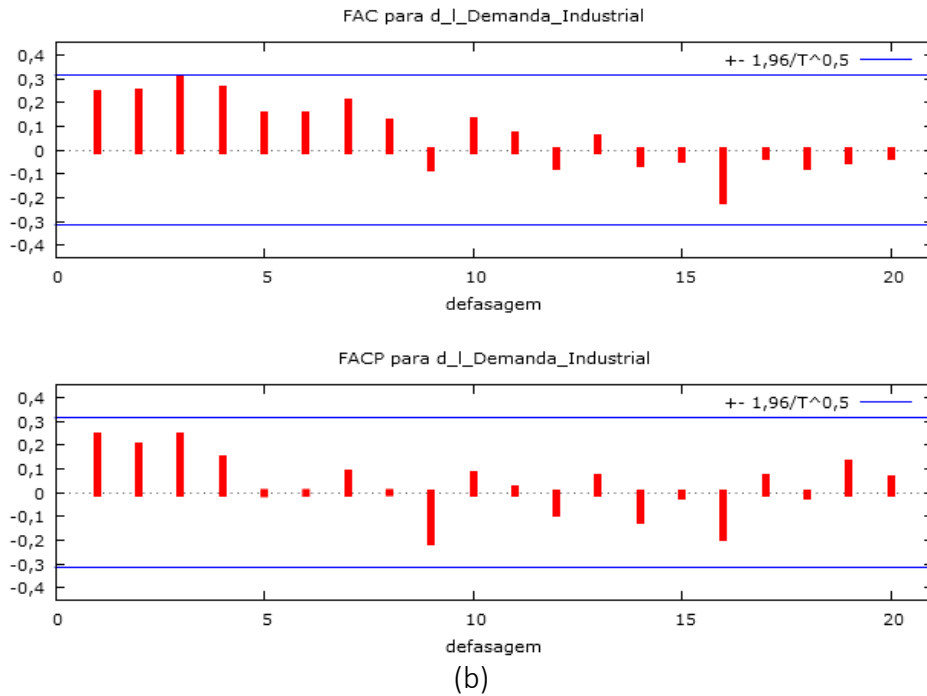 FAC para d_l_Demanda_Industrial
+- 1,96/T^0,5
0,4
0,3
0,2
0,1
0
-0,1
-0,2
-0,3
-0,4
0 5 10 15 20
defasagem
FACP para d_l_Demanda_Industrial
+- 1,96/T^0,5
0,4
0,3
0,2
0,1
0
-0,1
-0,2
-0,3
-0,4
0 5 10 15 20
defasagem
(b)